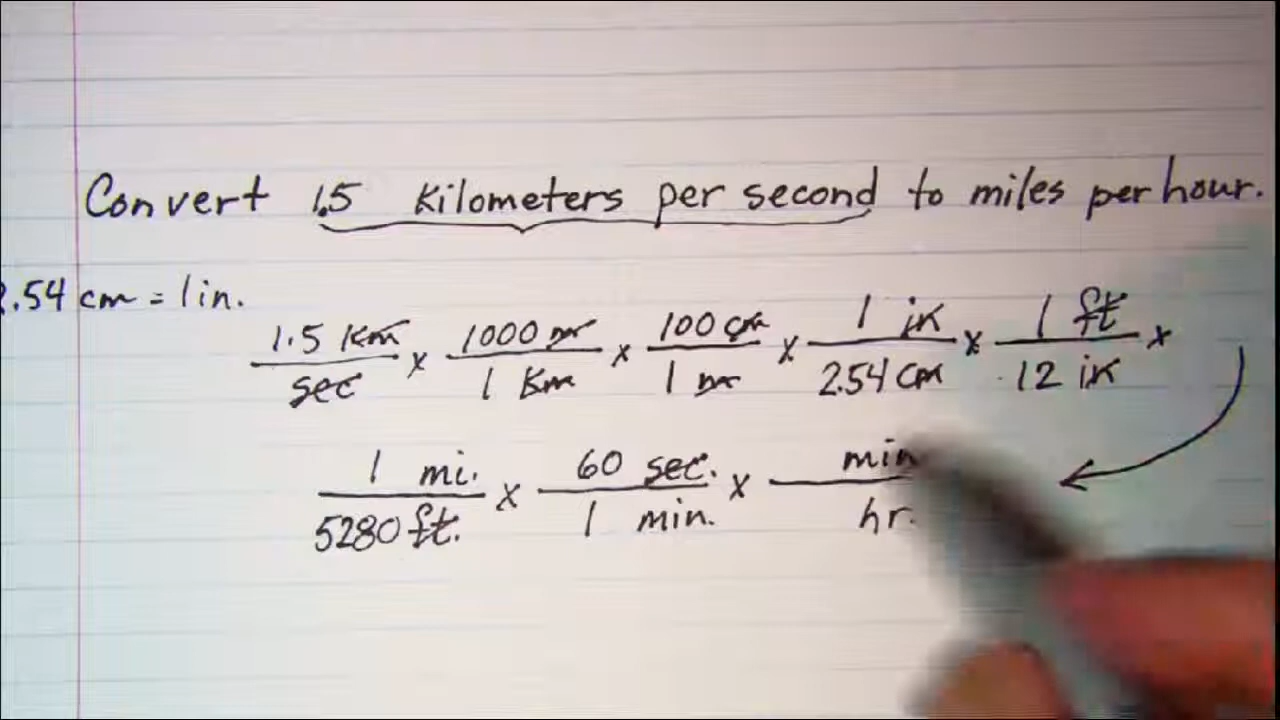 Convert 1.5 Kilometers per second to miles per hour.
.54 cm = 1 in.
1.5 Km/sec × 1000 m/1 Km × 100 cm/1 m × 1 in/2.54 cm × 1 ft/12 in ×
1 mi./5280 ft. × 60 sec./1 min. × min/hr.